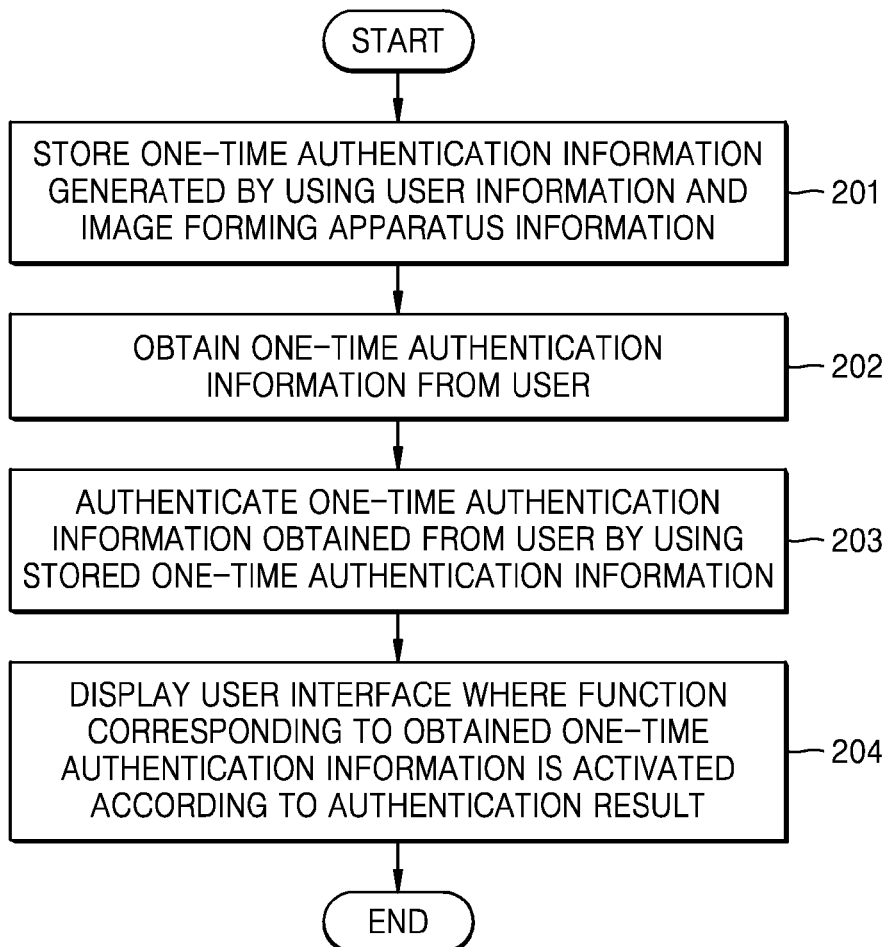 START
STORE ONE-TIME AUTHENTICATION INFORMATION
GENERATED BY USING USER INFORMATION AND
IMAGE FORMING APPARATUS INFORMATION
201
OBTAIN ONE-TIME AUTHENTICATION
INFORMATION FROM USER
202
AUTHENTICATE ONE-TIME AUTHENTICATION
INFORMATION OBTAINED FROM USER BY USING
STORED ONE-TIME AUTHENTICATION INFORMATION
203
DISPLAY USER INTERFACE WHERE FUNCTION
CORRESPONDING TO OBTAINED ONE-TIME
AUTHENTICATION INFORMATION IS ACTIVATED
ACCORDING TO AUTHENTICATION RESULT
204
END